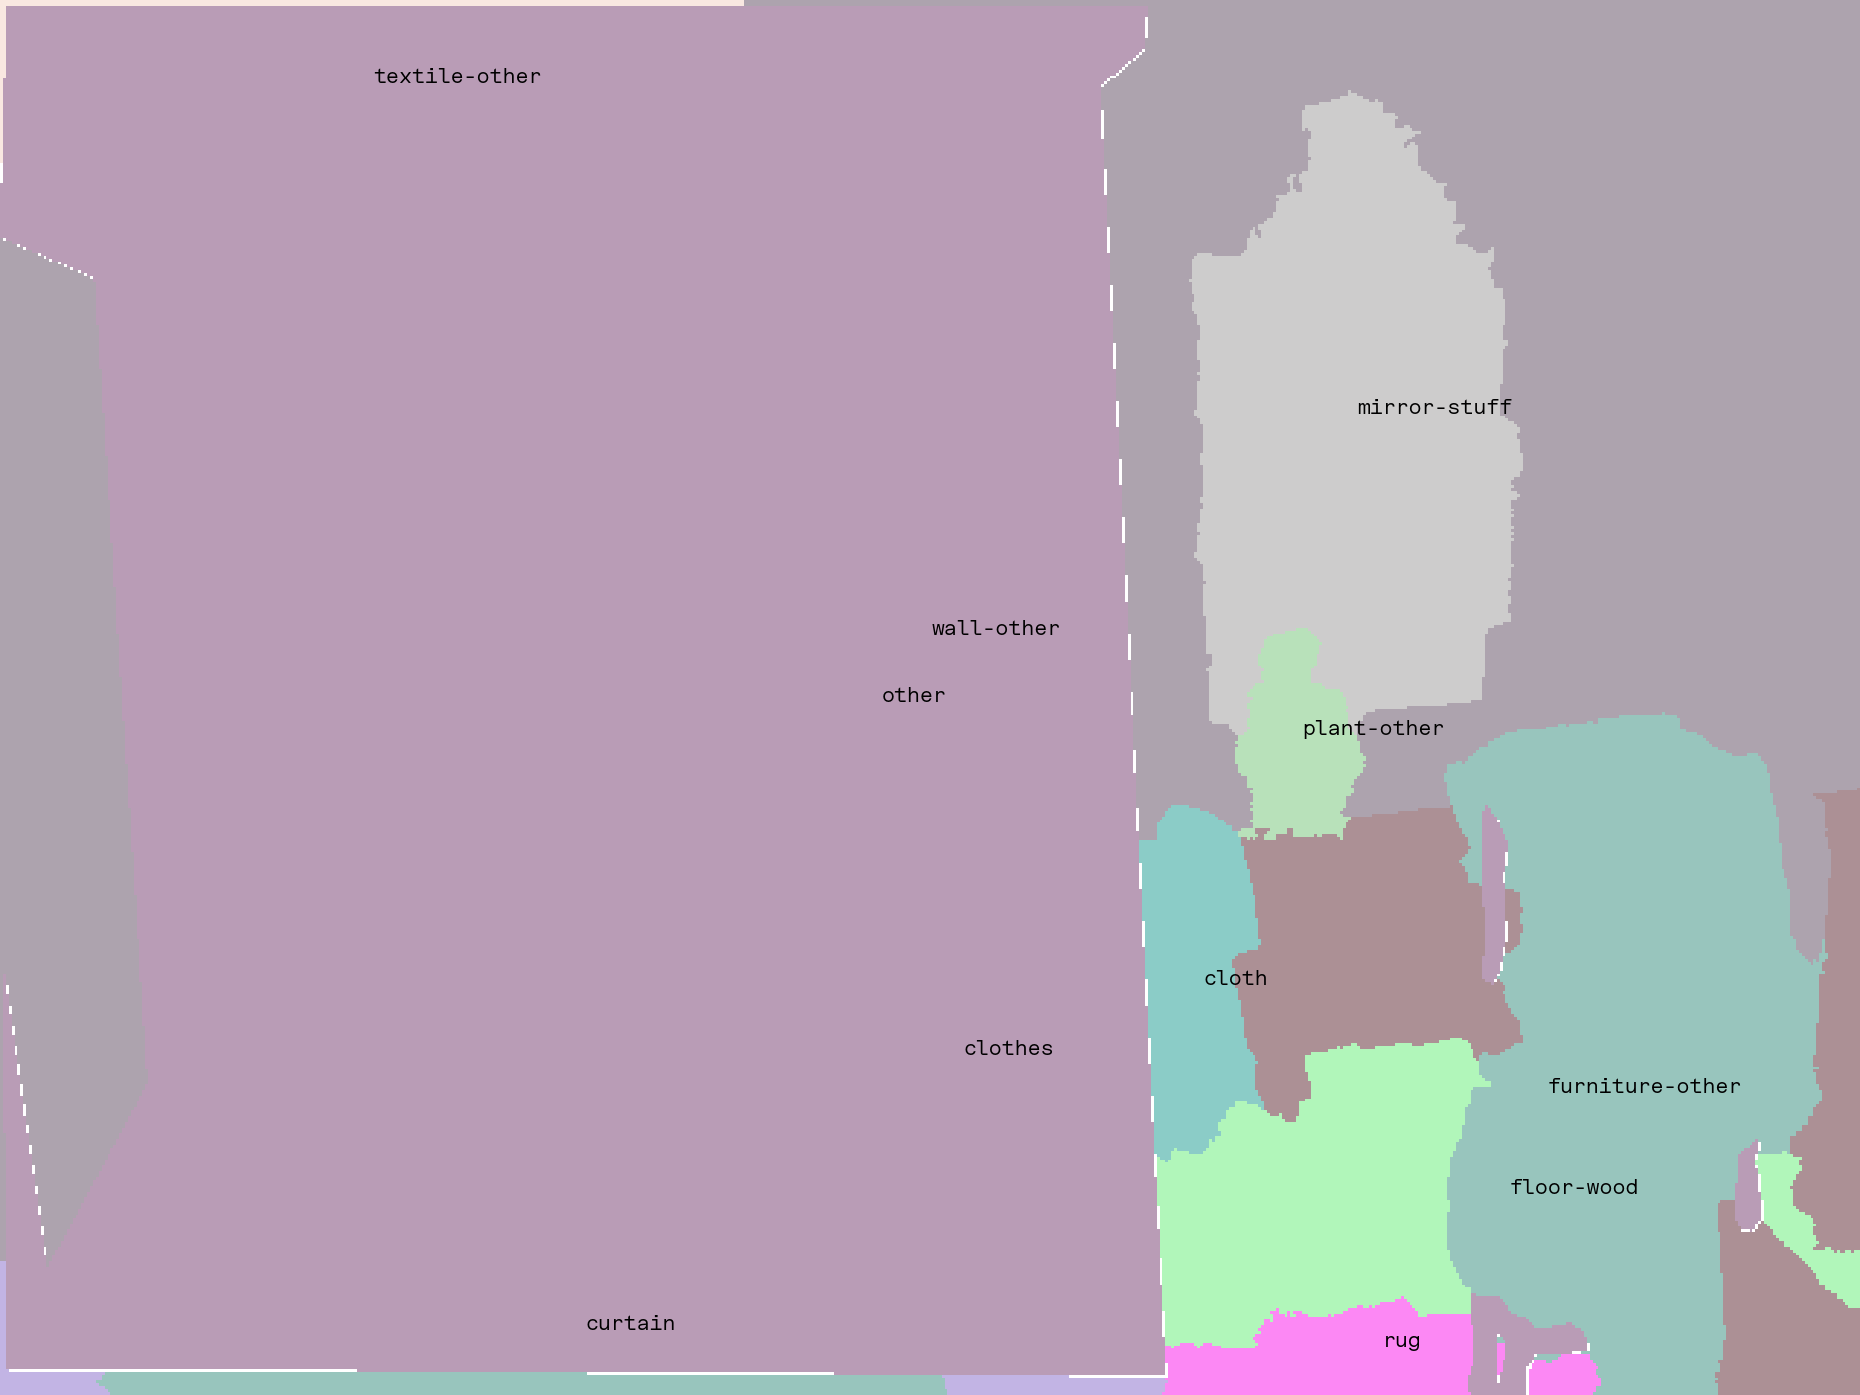 textile-other
mirror-stuff
wall-other
other
plant-other
cloth
clothes
furniture-other
floor-wood
curtain
rug